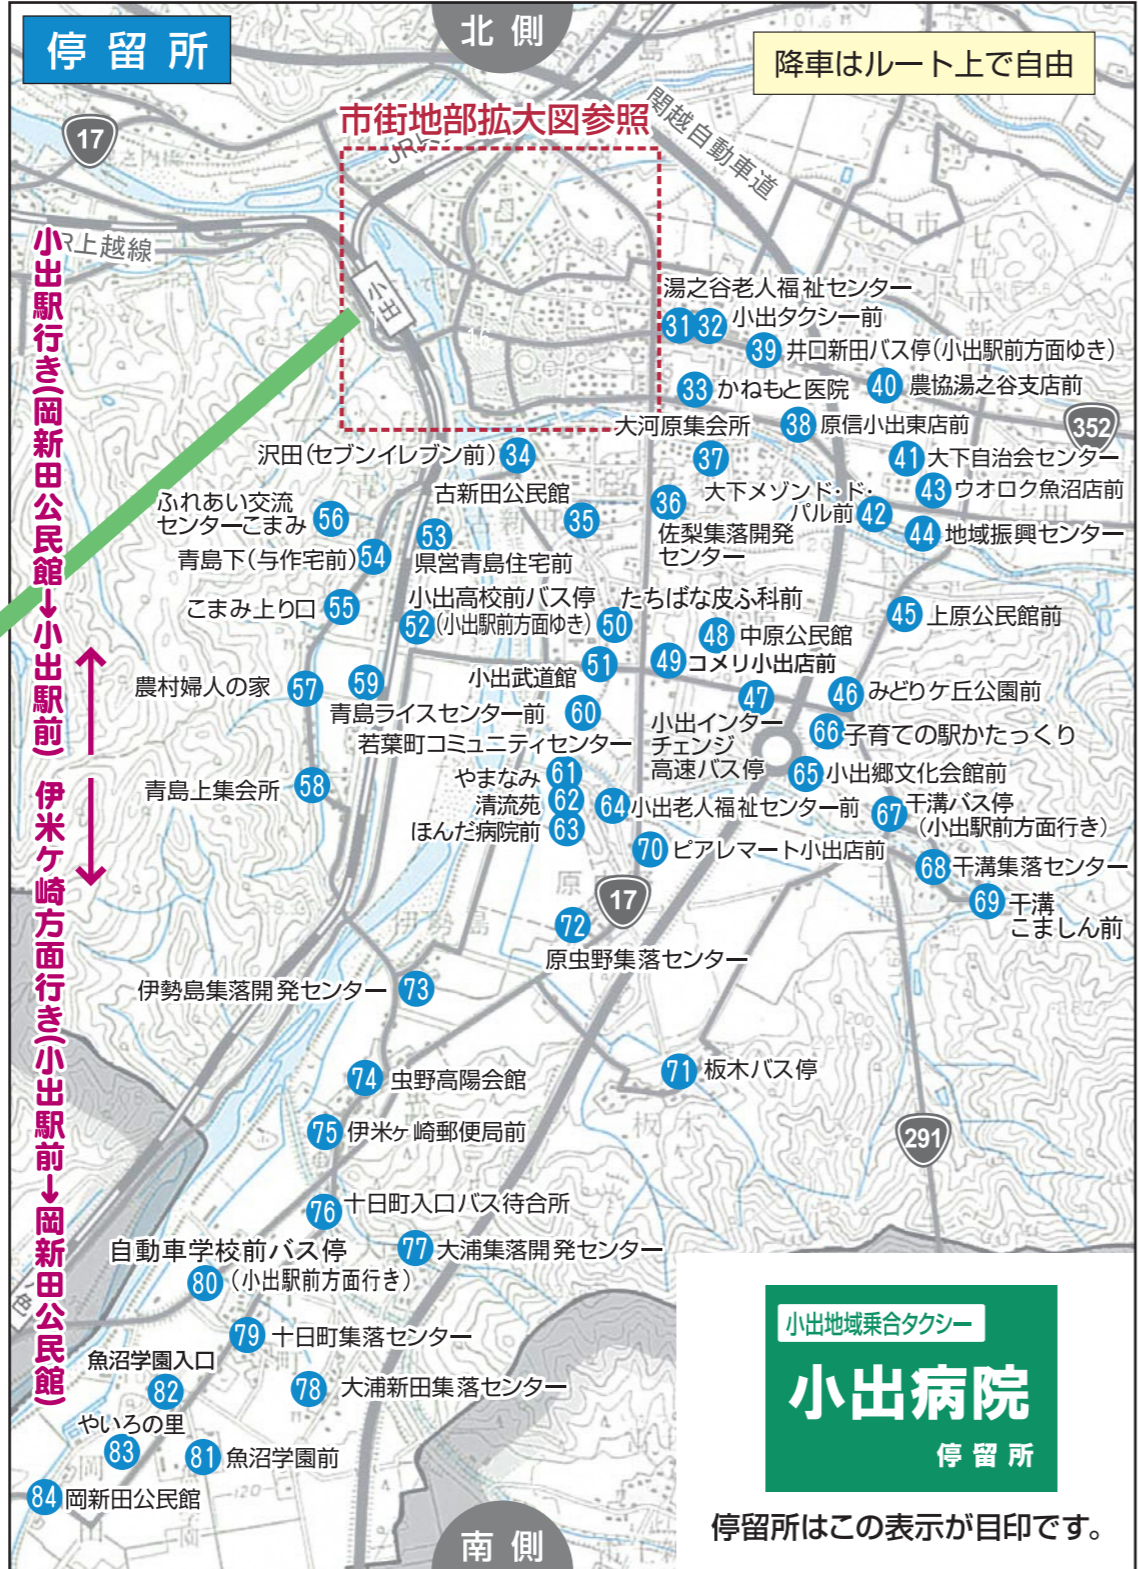 停留所
北側
降車はルート上で自由
市街地部拡大図参照
関越自動車道
17
JR上越線
小出
湯之谷老人福祉センター
31 32 小出タクシー前
39 井口新田バス停(小出駅前方面ゆき)
33 かねもと医院
40 農協湯之谷支店前
大河原集会所
37
38 原信小出東店前
352
沢田(セブンイレブン前) 34
41 大下自治会センター
古新田公民館
35
36 佐梨集落開発
センター
大下メゾンド・ド・
パル前 42
43 ウオロク魚沼店前
44 地域振興センター
ふれあい交流
センターこまみ 56
53
県営青島住宅前
青島下(与作宅前) 54
こまみ上り口 55
小出高校前バス停
52 (小出駅前方面ゆき)
たちばな皮ふ科前
50
48 中原公民館
45 上原公民館前
小出武道館 51
49 コメリ小出店前
農村婦人の家 57
59
青島ライスセンター前
47
小出インター
チェンジ
高速バス停
46 みどりケ丘公園前
60
若葉町コミュニティセンター
66 子育ての駅かたっくり
青島上集会所 58
やまなみ 61
清流苑 62
ほんだ病院前 63
64 小出老人福祉センター前
65 小出郷文化会館前
67 干溝バス停
(小出駅前方面行き)
70 ピアレマート小出店前
68 干溝集落センター
69 干溝
こましん前
原
17
72
原虫野集落センター
伊勢島
伊勢島集落開発センター 73
74 虫野高陽会館
71 板木バス停
板木
75 伊米ヶ崎郵便局前
291
76 十日町入口バス待合所
自動車学校前バス停
80 (小出駅前方面行き)
77 大浦集落開発センター
79 十日町集落センター
魚沼学園入口
82
78 大浦新田集落センター
やいろの里
83
81 魚沼学園前
84 岡新田公民館
南側
小出駅行き(岡新田公民館→小出駅前)
伊米ケ崎方面行き(小出駅前→岡新田公民館)
小出地域乗合タクシー
小出病院
停留所
停留所はこの表示が目印です。